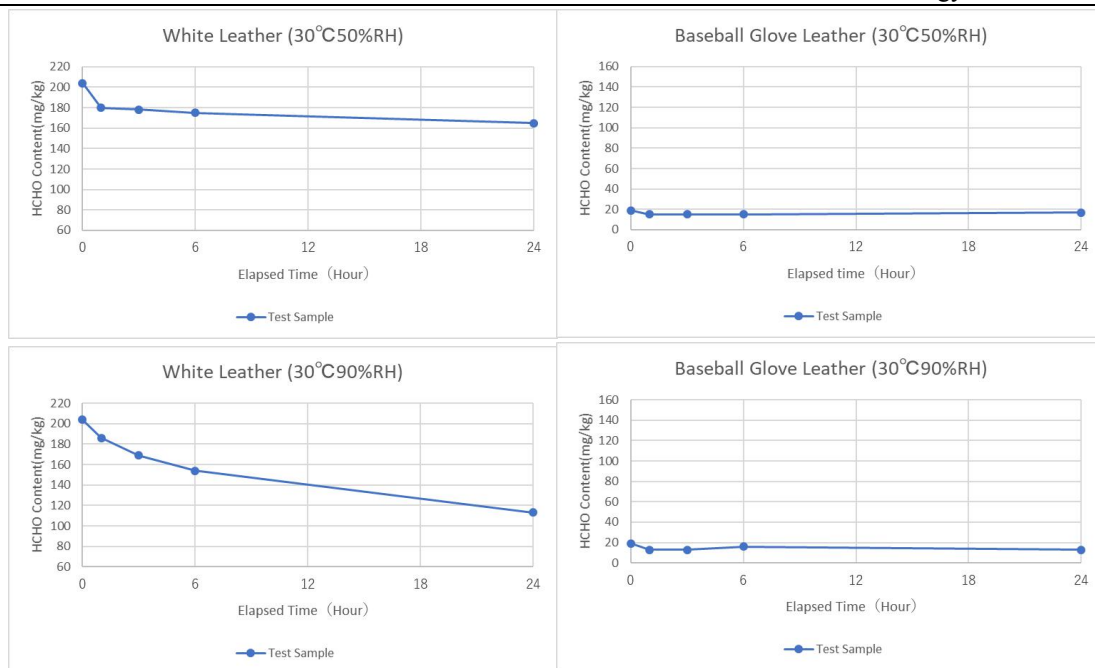 White Leather (30℃50%RH)
HCHO Content(mg/kg)
220
200
180
160
140
120
100
80
60
0 6 12 18 24
Elapsed Time（Hour）
Test Sample
Baseball Glove Leather (30℃50%RH)
HCHO Content(mg/kg)
160
140
120
100
80
60
40
20
0
0 6 12 18 24
Elapsed time（Hour）
Test Sample
White Leather (30℃90%RH)
HCHO Content(mg/kg)
220
200
180
160
140
120
100
80
60
0 6 12 18 24
Elapsed Time（Hour）
Test Sample
Baseball Glove Leather (30℃90%RH)
HCHO Content(mg/kg)
160
140
120
100
80
60
40
20
0
0 6 12 18 24
Elapsed Time（Hour）
Test Sample